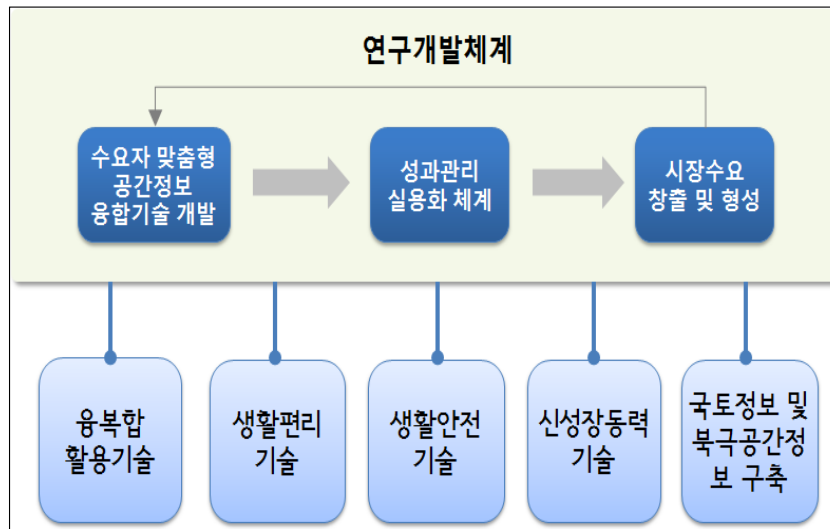 연구개발체계
수요자 맞춤형
공간정보
융합기술 개발
성과관리
실용화 체계
시장수요
창출 및 형성
융복합
활용기술
생활편리
기술
생활안전
기술
신성장동력
기술
국토정보 및
북극공간정
보 구축